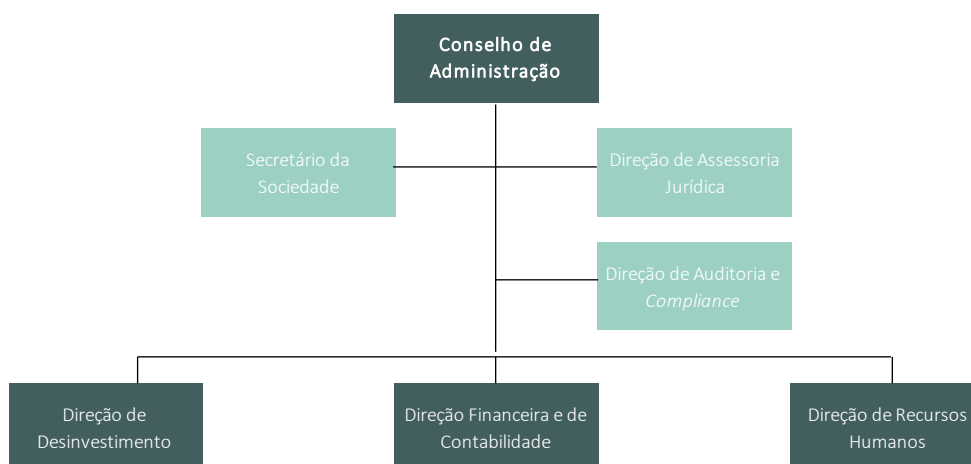 Conselho de
Administração
Secretário da
Sociedade
Direção de Assessoria
Jurídica
Direção de Auditoria e
Compliance
Direção de
Desinvestimento
Direção Financeira e de
Contabilidade
Direção de Recursos
Humanos